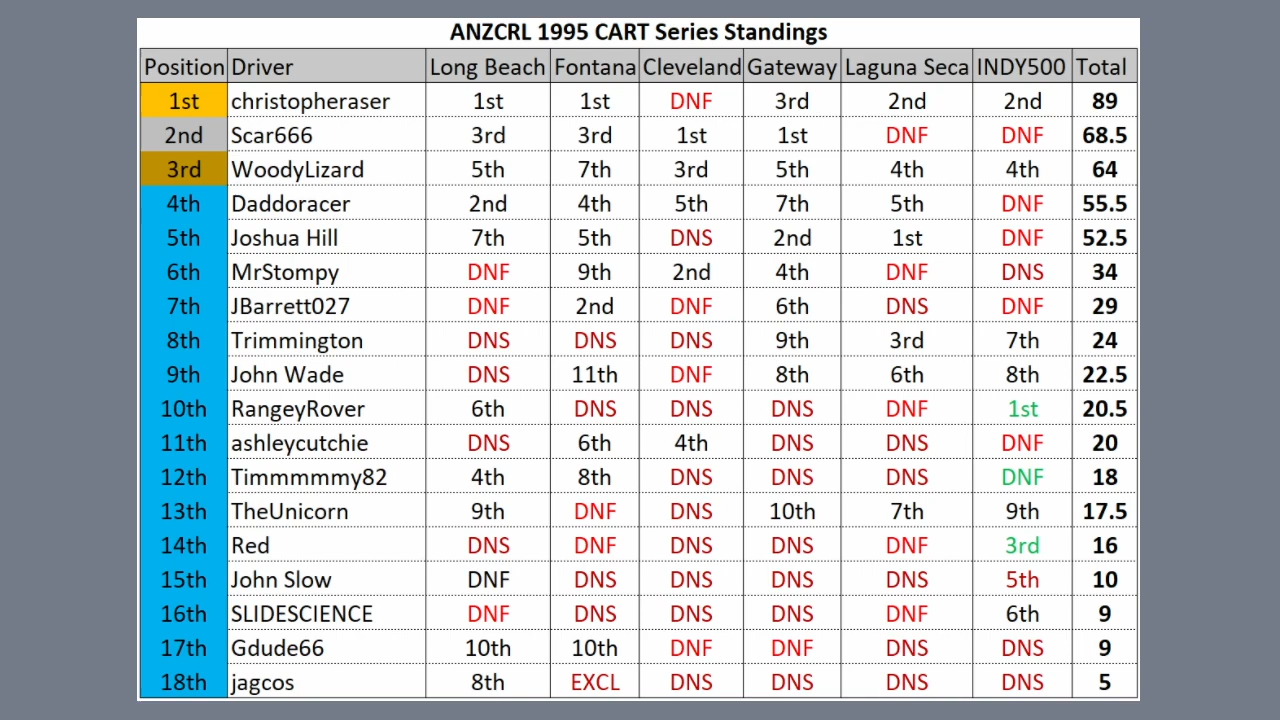 ANZCRL 1995 CART Series Standings
Position Driver Long Beach Fontana Cleveland Gateway Laguna Seca INDY500 Total
1st christopheraser 1st 1st DNF 3rd 2nd 2nd 89
2nd Scar666 3rd 3rd 1st 1st DNF DNF 68.5
3rd WoodyLizard 5th 7th 3rd 5th 4th 4th 64
4th Daddoracer 2nd 4th 5th 7th 5th DNF 55.5
5th Joshua Hill 7th 5th DNS 2nd 1st DNF 52.5
6th MrStompy DNF 9th 2nd 4th DNF DNS 34
7th JBarrett027 DNF 2nd DNF 6th DNS DNF 29
8th Trimmington DNS DNS DNS 9th 3rd 7th 24
9th John Wade DNS 11th DNF 8th 6th 8th 22.5
10th RangeyRover 6th DNS DNS DNS DNF 1st 20.5
11th ashleycutchie DNS 6th 4th DNS DNS DNF 20
12th Timmmmmy82 4th 8th DNS DNS DNS DNF 18
13th TheUnicorn 9th DNF DNS 10th 7th 9th 17.5
14th Red DNS DNF DNS DNS DNF 3rd 16
15th John Slow DNF DNS DNS DNS DNS 5th 10
16th SLIDESCIENCE DNF DNS DNS DNS DNF 6th 9
17th Gdude66 10th 10th DNF DNF DNS DNS 9
18th jagcos 8th EXCL DNS DNS DNS DNS 5